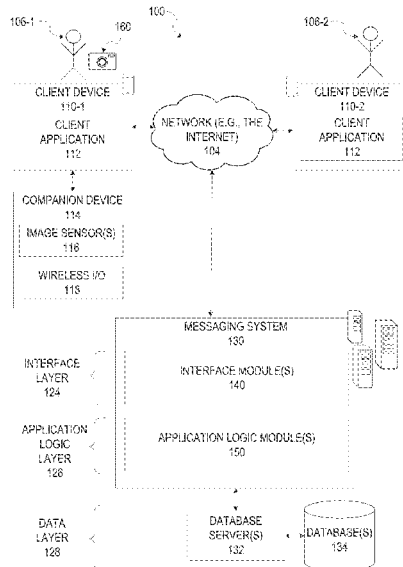 100
106-1
160
106-2
CLIENT DEVICE
110-1
CLIENT
APPLICATION
112
NETWORK (E.G., THE
INTERNET)
104
CLIENT DEVICE
110-2
CLIENT
APPLICATION
112
COMPANION DEVICE
114
IMAGE SENSOR(S)
116
WIRELESS I/O
118
MESSAGING SYSTEM
130
INTERFACE
LAYER
124
INTERFACE MODULE(S)
140
APPLICATION
LOGIC
LAYER
126
APPLICATION LOGIC MODULE(S)
150
DATA
LAYER
128
DATABASE
SERVER(S)
132
DATABASE(S)
134